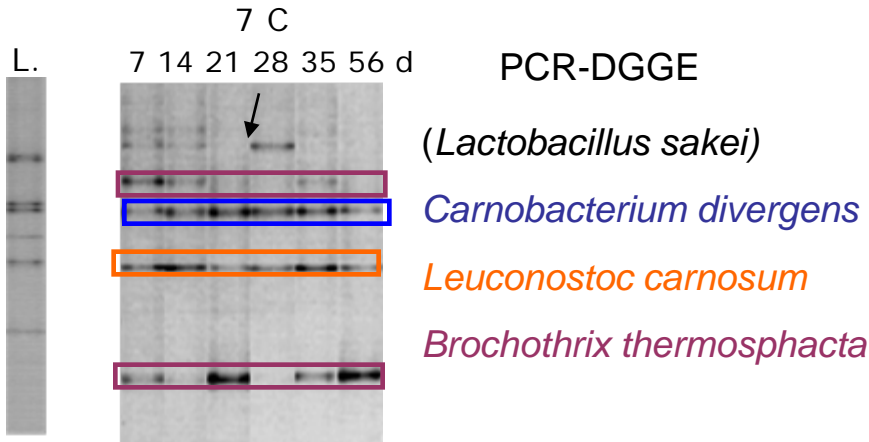 7 C
L.
7 14 21 28 35 56 d
PCR-DGGE
(Lactobacillus sakei)
Carnobacterium divergens
Leuconostoc carnosum
Brochothrix thermosphacta